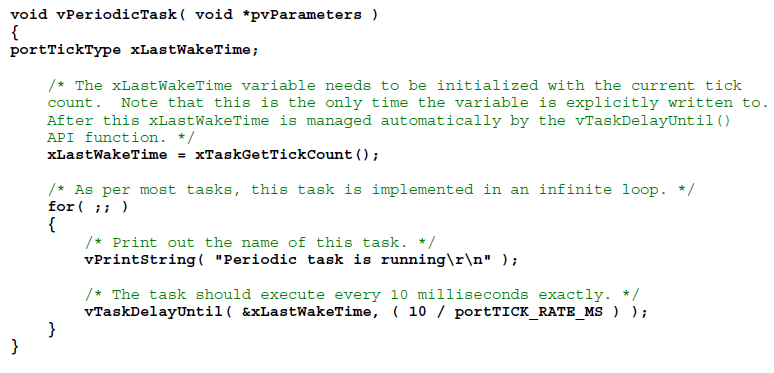 void vPeriodicTask( void *pvParameters )
{
portTickType xLastWakeTime;
/* The xLastWakeTime variable needs to be initialized with the current tick
count.  Note that this is the only time the variable is explicitly written to.
After this xLastWakeTime is managed automatically by the vTaskDelayUntil()
API function. */
xLastWakeTime = xTaskGetTickCount();
/* As per most tasks, this task is implemented in an infinite loop. */
for( ;; )
{
/* Print out the name of this task. */
vPrintString( "Periodic task is running\r\n" );
/* The task should execute every 10 milliseconds exactly. */
vTaskDelayUntil( &xLastWakeTime, ( 10 / portTICK_RATE_MS ) );
}
}